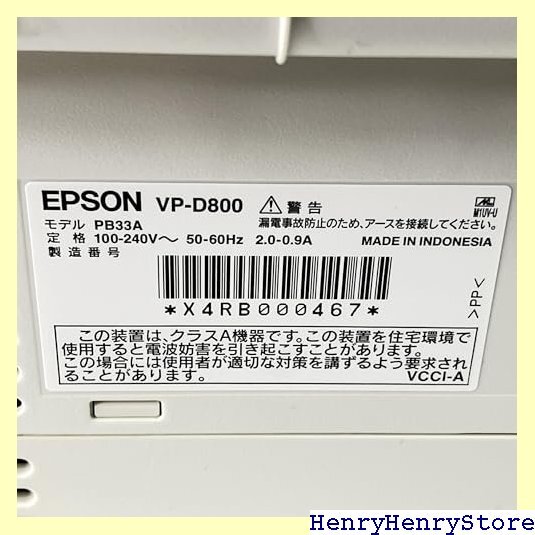 EPSON VP-D800 警告
モデル PB33A 漏電事故防止のため、アースを接続してください。
定格 100-240V～ 50-60Hz 2.0-0.9A MADE IN INDONESIA
製造番号
M1UV-U
*X4RB000467*
>PP<
この装置は、クラスA機器です。この装置を住宅環境で
使用すると電波妨害を引き起こすことがあります。
この場合には使用者が適切な対策を講ずるよう要求され
ることがあります。 VCCI-A
HenryHenryStore